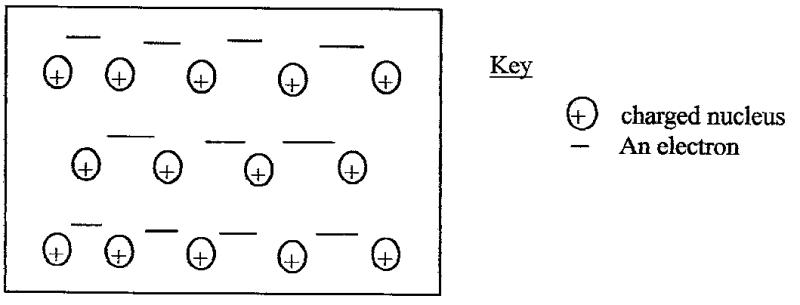 Key
+ charged nucleus
— An electron